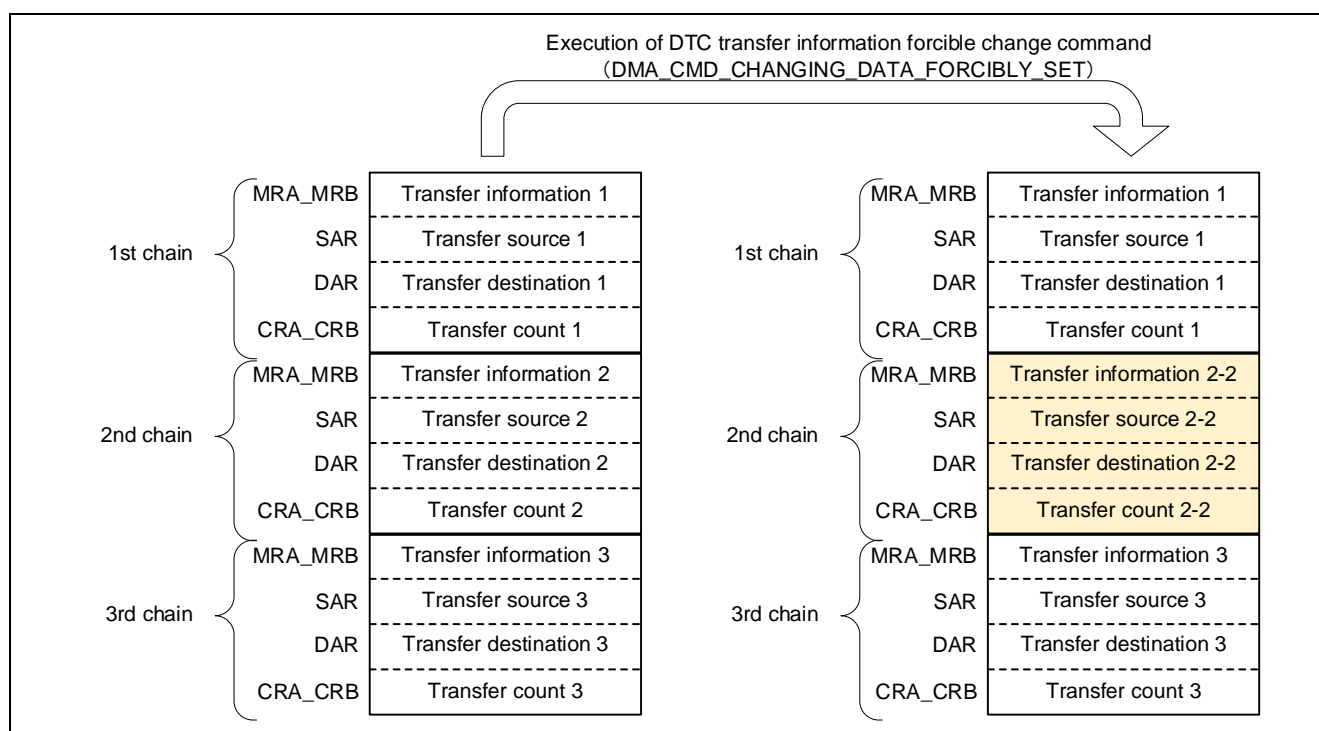 Execution of DTC transfer information forcible change command
（DMA_CMD_CHANGING_DATA_FORCIBLY_SET）
1st chain
MRA_MRB Transfer information 1
SAR Transfer source 1
DAR Transfer destination 1
CRA_CRB Transfer count 1
2nd chain
MRA_MRB Transfer information 2
SAR Transfer source 2
DAR Transfer destination 2
CRA_CRB Transfer count 2
3rd chain
MRA_MRB Transfer information 3
SAR Transfer source 3
DAR Transfer destination 3
CRA_CRB Transfer count 3
1st chain
MRA_MRB Transfer information 1
SAR Transfer source 1
DAR Transfer destination 1
CRA_CRB Transfer count 1
2nd chain
MRA_MRB Transfer information 2-2
SAR Transfer source 2-2
DAR Transfer destination 2-2
CRA_CRB Transfer count 2-2
3rd chain
MRA_MRB Transfer information 3
SAR Transfer source 3
DAR Transfer destination 3
CRA_CRB Transfer count 3